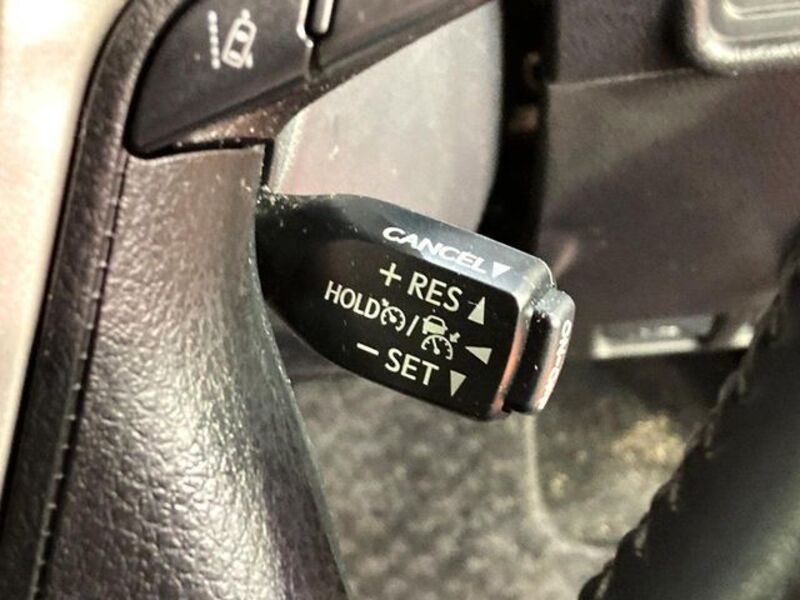 CANCEL▼
+ RES ▲
HOLD / ◀
− SET ▼